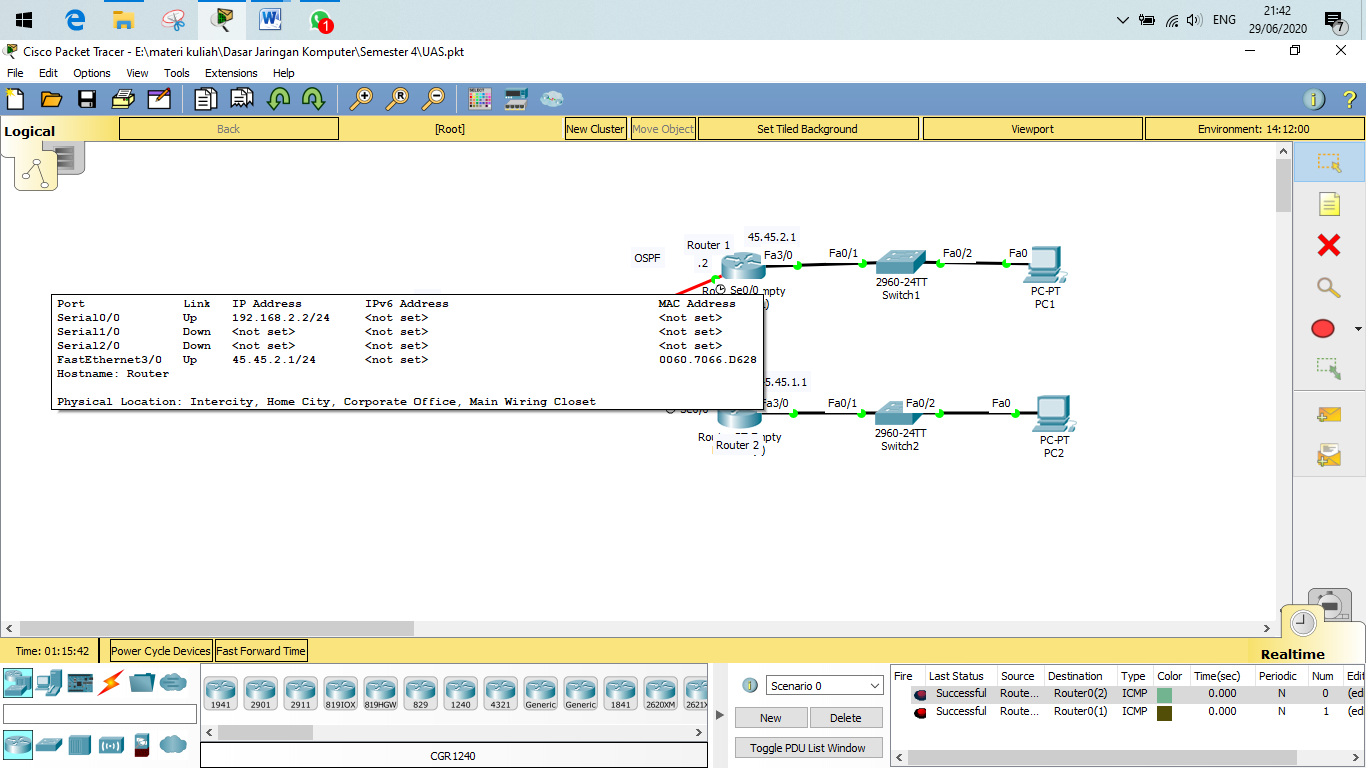 21:42
ENG
29/06/2020
7
1
Cisco Packet Tracer - E:\materi kuliah\Dasar Jaringan Komputer\Semester 4\UAS.pkt
File Edit Options View Tools Extensions Help
Logical Back [Root] New Cluster Move Object Set Tiled Background Viewport Environment: 14:12:00
45.45.2.1
Router 1
OSPF
.2
Fa3/0 Fa0/1 Fa0/2 Fa0
Se0/0
2960-24TT
Switch1
PC-PT
PC1
Port Link IP Address IPv6 Address MAC Address
Serial0/0 Up 192.168.2.2/24 <not set> <not set>
Serial1/0 Down <not set> <not set> <not set>
Serial2/0 Down <not set> <not set> <not set>
FastEthernet3/0 Up 45.45.2.1/24 <not set> 0060.7066.D628
Hostname: Router
Physical Location: Intercity, Home City, Corporate Office, Main Wiring Closet
5.45.1.1
Fa3/0 Fa0/1 Fa0/2 Fa0
2960-24TT
Switch2
PC-PT
PC2
Router 2
Time: 01:15:42 Power Cycle Devices Fast Forward Time
Realtime
1941 2901 2911 819IOX 819HGW 829 1240 4321 Generic Generic 1841 2620XM 2621X
CGR1240
Scenario 0
New Delete
Toggle PDU List Window
Fire Last Status Source Destination Type Color Time(sec) Periodic Num Edit
Successful Route... Router0(2) ICMP 0.000 N 0 (ed
Successful Route... Router0(1) ICMP 0.000 N 1 (ed